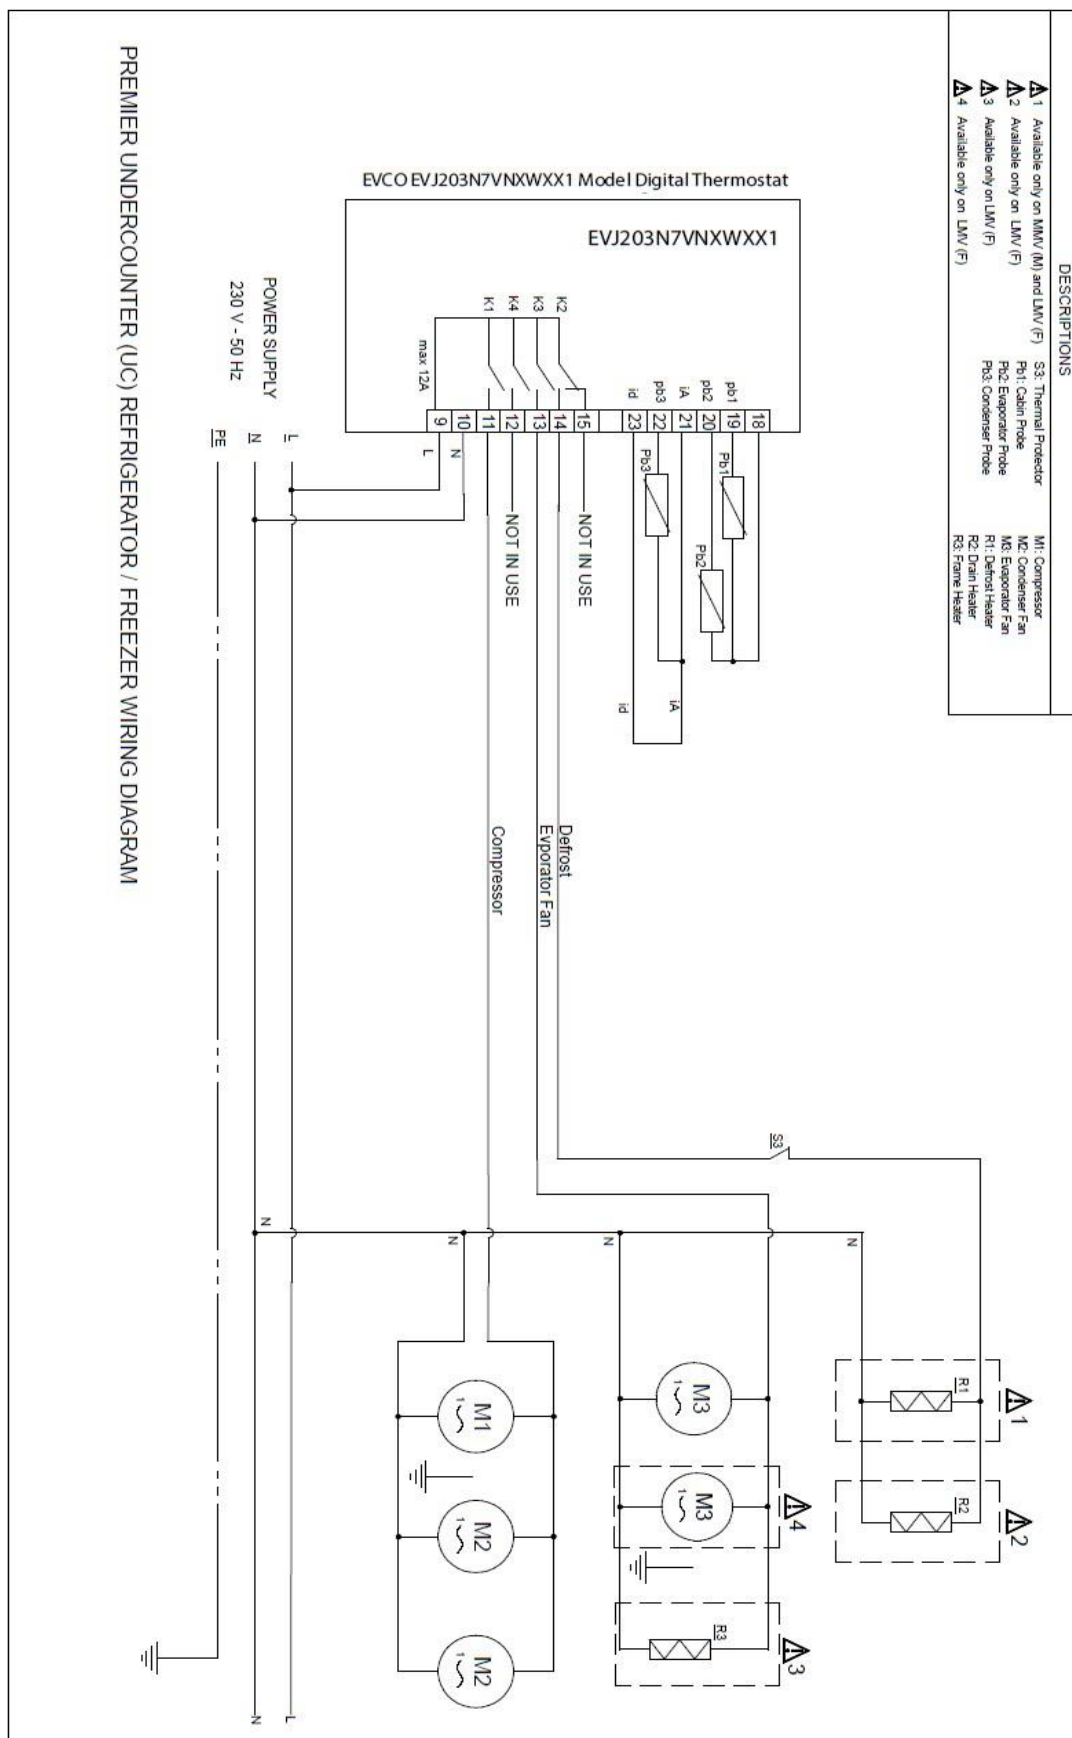 DESCRIPTIONS
1 Available only on MMV (M) and LMV (F)
2 Available only on LMV (F)
3 Available only on LMV (F)
4 Available only on LMV (F)
S3: Thermal Protector
Pb1: Cabin Probe
Pb2: Evaporator Probe
Pb3: Condenser Probe
M1: Compressor
M2: Condenser Fan
M3: Evaporator Fan
R1: Defrost Heater
R2: Drain Heater
R3: Frame Heater
EVCO EVJ203N7VNXWXX1 Model Digital Thermostat
EVJ203N7VNXWXX1
K1
K4
K3
K2
max 12A
id
pb3
iA
pb2
pb1
9
10
11
12
13
14
15
23
22
21
20
19
18
L
N
NOT IN USE
NOT IN USE
Pb3
Pb1
Pb2
id
iA
POWER SUPPLY
230 V - 50 Hz
L
N
PE
Defrost
Evporator Fan
Compressor
S3
N
N
N
N
R1
1
R2
2
M3
1
M3
1
4
R3
3
M1
1
M2
1
M2
1
N
L
PREMIER UNDERCOUNTER (UC) REFRIGERATOR / FREEZER WIRING DIAGRAM